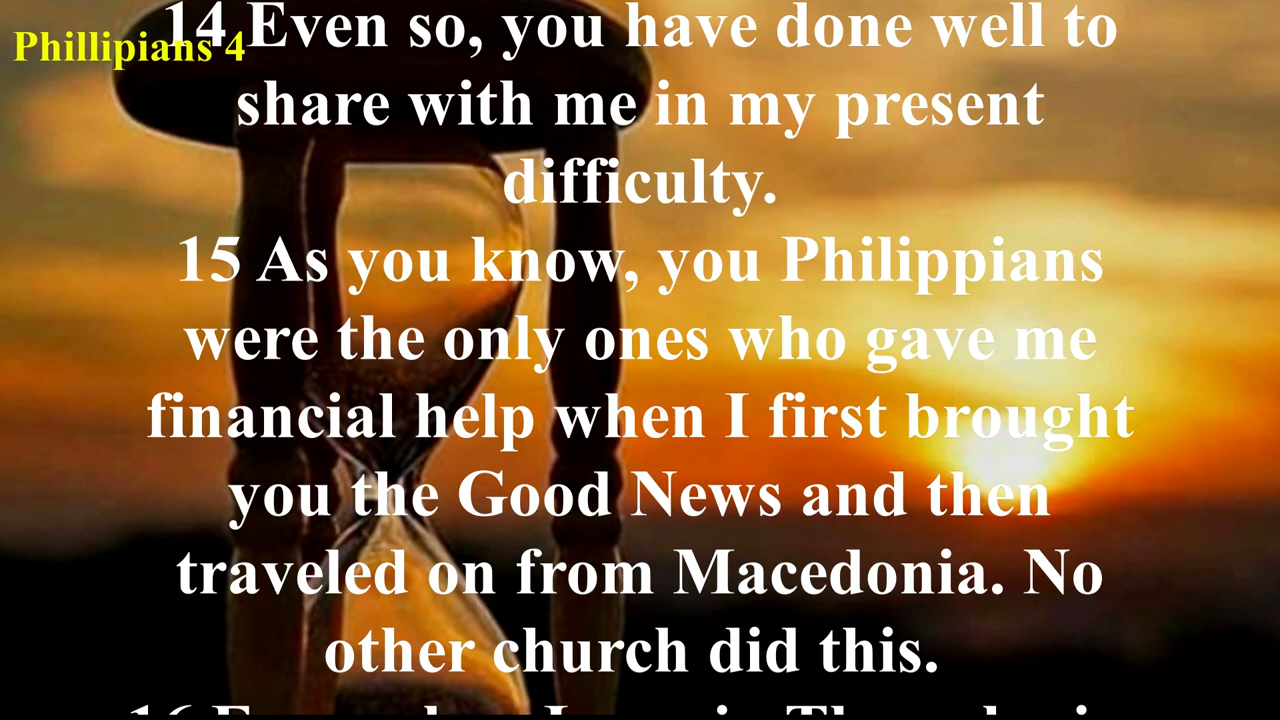 Phillipians 4
14 Even so, you have done well to
share with me in my present
difficulty.
15 As you know, you Philippians
were the only ones who gave me
financial help when I first brought
you the Good News and then
traveled on from Macedonia. No
other church did this.
16